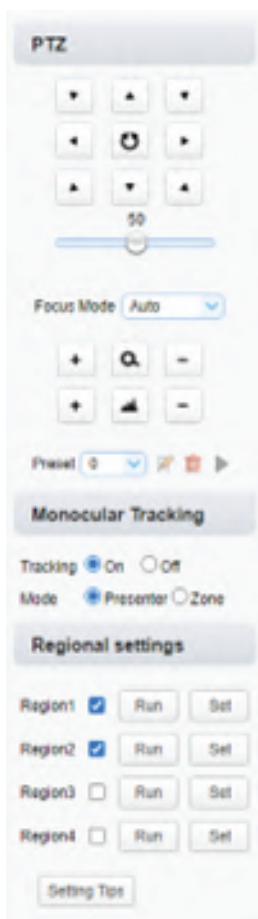 PTZ
50
Focus Mode Auto
+ -
+ -
Preset 0
Monocular Tracking
Tracking On Off
Mode Presenter Zone
Regional settings
Region1 Run Set
Region2 Run Set
Region3 Run Set
Region4 Run Set
Setting Tips